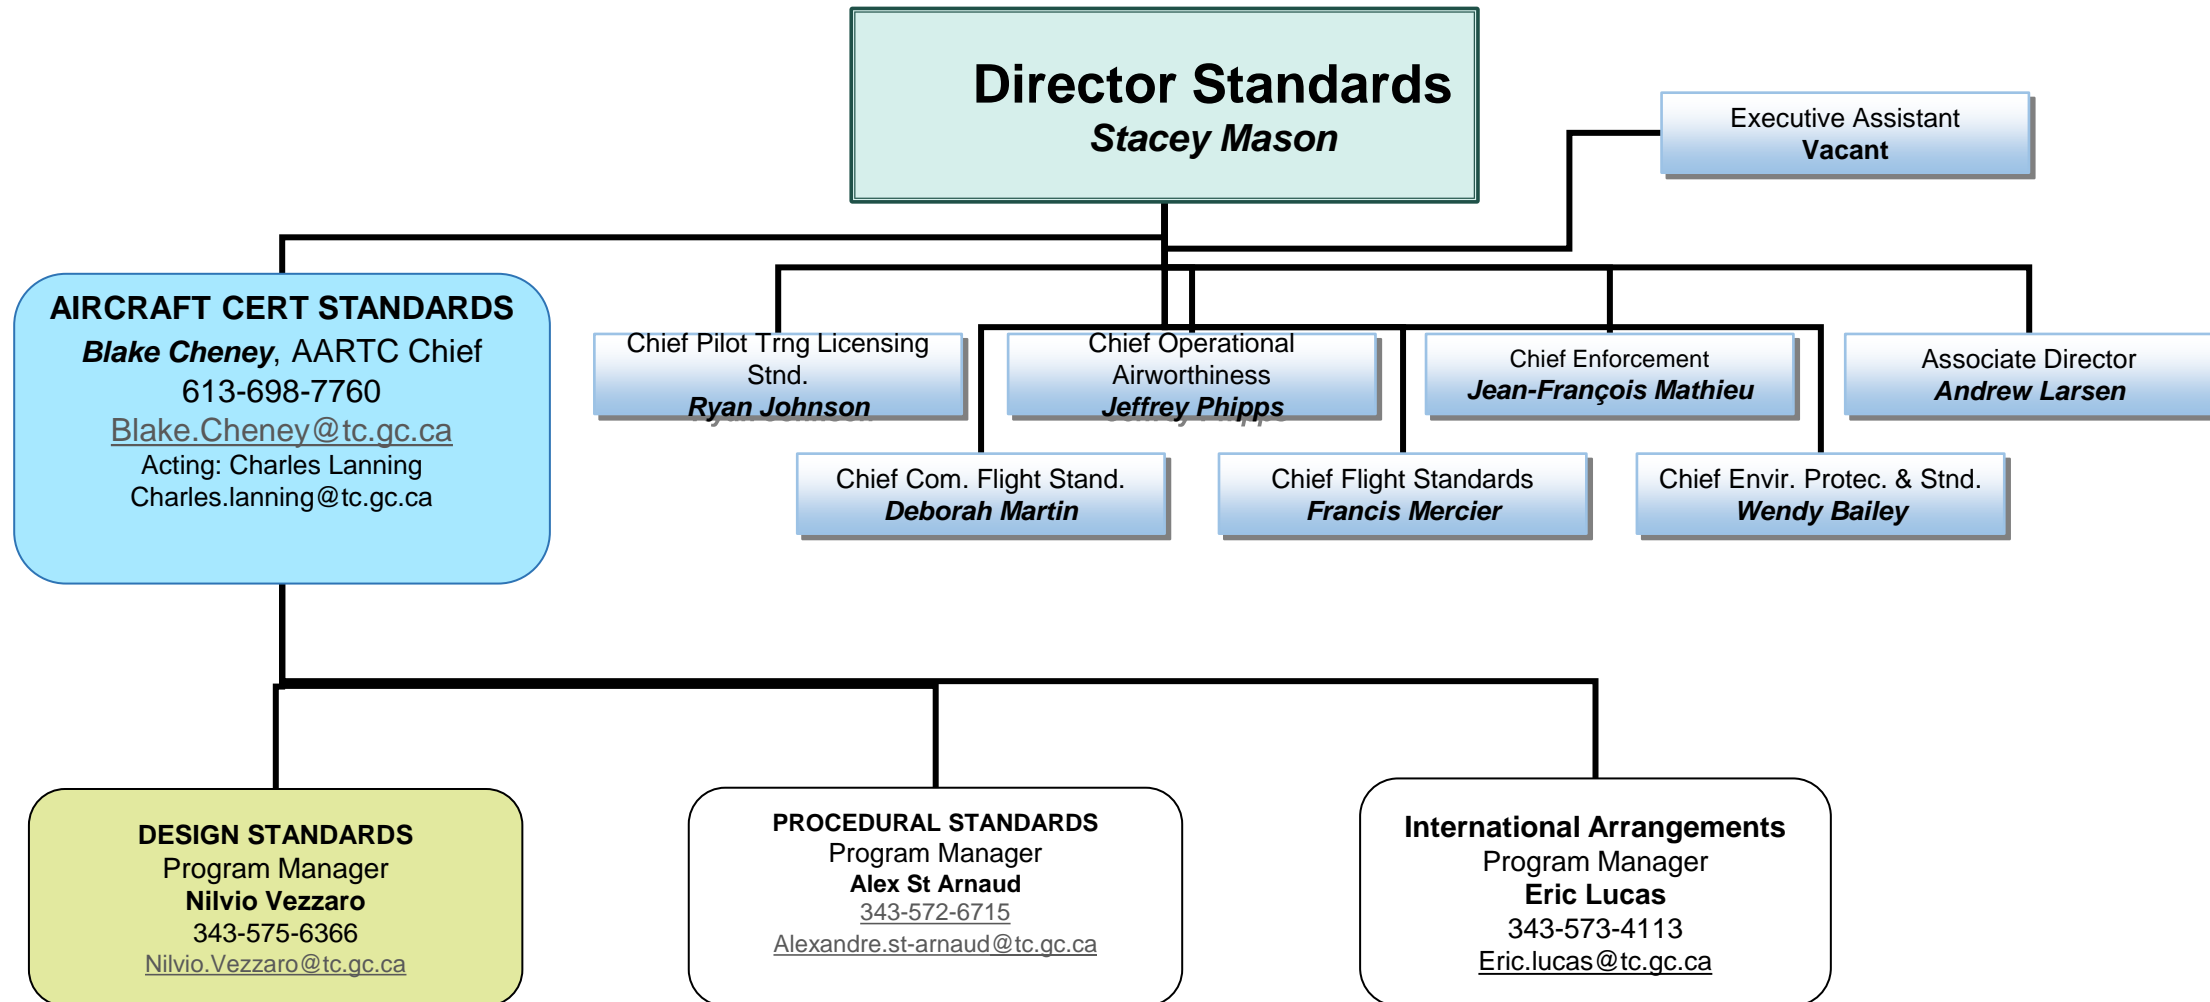 Director Standards
Stacey Mason
Executive Assistant
Vacant
AIRCRAFT CERT STANDARDS
Blake Cheney, AARTC Chief
613-698-7760
Blake.Cheney@tc.gc.ca
Acting: Charles Lanning
Charles.lanning@tc.gc.ca
Chief Pilot Trng Licensing
Stnd.
Ryan Johnson
Chief Operational
Airworthiness
Jeffrey Phipps
Chief Enforcement
Jean-François Mathieu
Associate Director
Andrew Larsen
Chief Com. Flight Stand.
Deborah Martin
Chief Flight Standards
Francis Mercier
Chief Envir. Protec. & Stnd.
Wendy Bailey
DESIGN STANDARDS
Program Manager
Nilvio Vezzaro
343-575-6366
Nilvio.Vezzaro@tc.gc.ca
PROCEDURAL STANDARDS
Program Manager
Alex St Arnaud
343-572-6715
Alexandre.st-arnaud@tc.gc.ca
International Arrangements
Program Manager
Eric Lucas
343-573-4113
Eric.lucas@tc.gc.ca